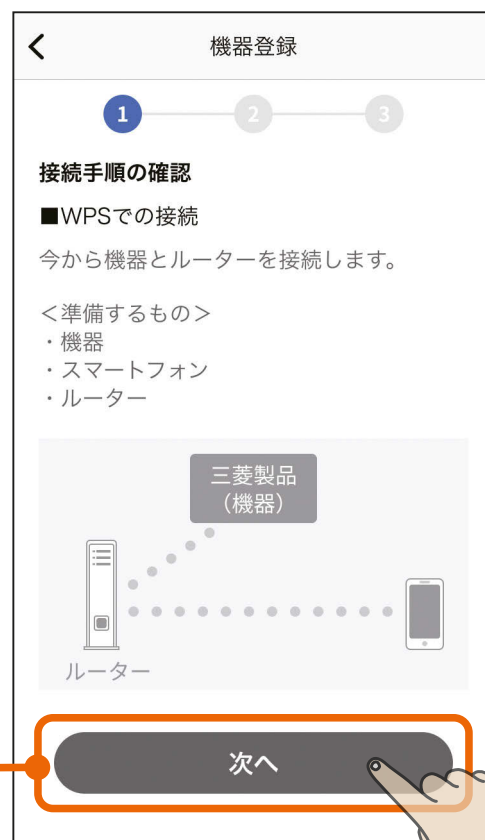 機器登録
1 2 3
接続手順の確認
■WPSでの接続
今から機器とルーターを接続します。
＜準備するもの＞
・機器
・スマートフォン
・ルーター
三菱製品
（機器）
ルーター
次へ